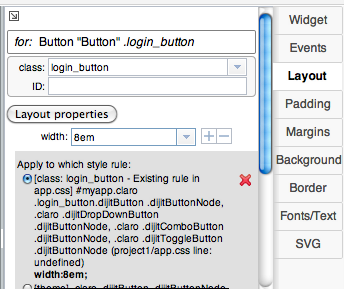 for: Button "Button" .login_button
class: login_button
ID:
Layout properties
width: 8em
Apply to which style rule:
[class: login_button - Existing rule in
app.css] #myapp.claro
.login_button.dijitButton .dijitButtonNode,
.claro .dijitDropDownButton
.dijitButtonNode, .claro .dijitComboButton
.dijitButtonNode, .claro .dijitToggleButton
.dijitButtonNode (project1/app.css line:
undefined)
width:8em;
Widget
Events
Layout
Padding
Margins
Background
Border
Fonts/Text
SVG